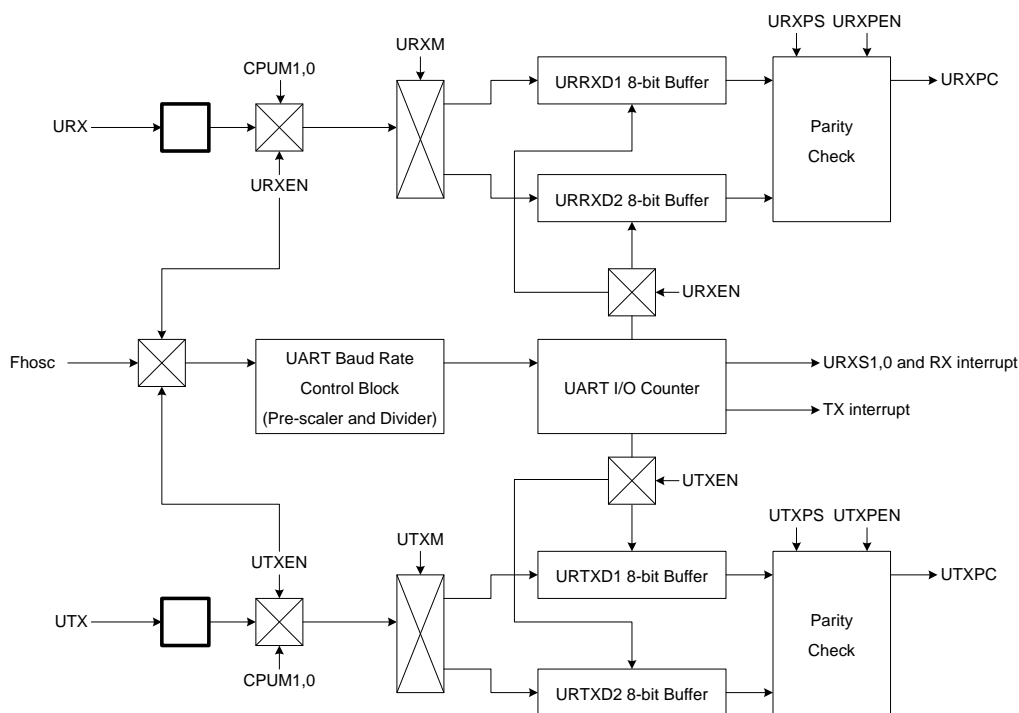 URXPS URXPEN
URXM
CPUM1,0
URRXD1 8-bit Buffer
URXPC
URX
Parity
Check
URXEN
URRXD2 8-bit Buffer
URXEN
Fhosc
UART Baud Rate
Control Block
(Pre-scaler and Divider)
UART I/O Counter
URXS1,0 and RX interrupt
TX interrupt
UTXEN
UTXPS UTXPEN
UTXM
UTXEN
URTXD1 8-bit Buffer
UTXPC
UTX
Parity
Check
CPUM1,0
URTXD2 8-bit Buffer